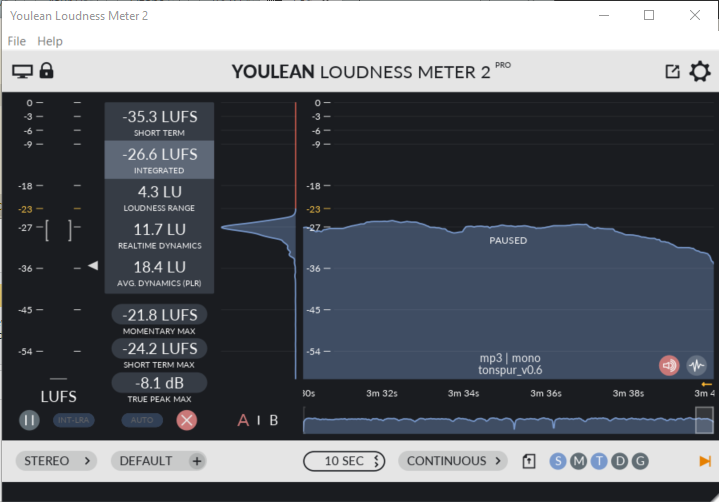 Youlean Loudness Meter 2
File Help
YOULEAN LOUDNESS METER 2 PRO
0
-3
-6
-9
-18
-23
-27
-36
-45
-54
LUFS
INT-LRA
-35.3 LUFS
SHORT TERM
-26.6 LUFS
INTEGRATED
4.3 LU
LOUDNESS RANGE
11.7 LU
REALTIME DYNAMICS
18.4 LU
AVG. DYNAMICS (PLR)
-21.8 LUFS
MOMENTARY MAX
-24.2 LUFS
SHORT TERM MAX
-8.1 dB
TRUE PEAK MAX
AUTO
A B
0
-3
-6
-9
-18
-23
-27
-36
-45
-54
PAUSED
mp3 | mono
tonspur_v0.6
30s 3m 32s 3m 34s 3m 36s 3m 38s 3m 4
STEREO DEFAULT + 10 SEC CONTINUOUS S M T D G